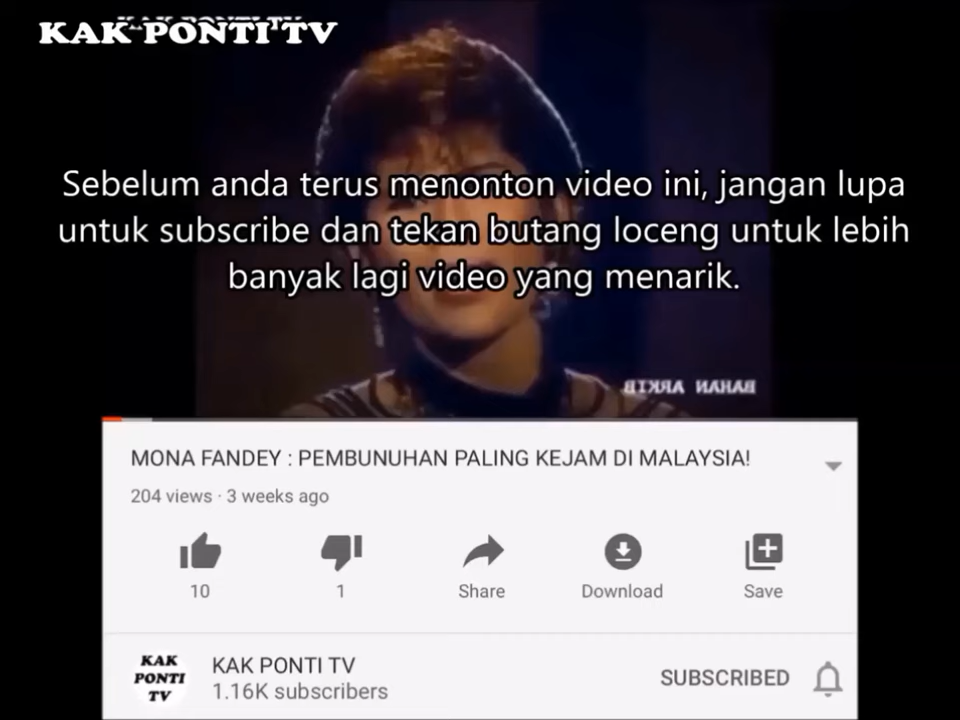 KAK PONTI TV
Sebelum anda terus menonton video ini, jangan lupa
untuk subscribe dan tekan butang loceng untuk lebih
banyak lagi video yang menarik.
BAHAN ARKIB
MONA FANDEY : PEMBUNUHAN PALING KEJAM DI MALAYSIA!
204 views · 3 weeks ago
10
1
Share
Download
Save
KAK
PONTI
TV
KAK PONTI TV
1.16K subscribers
SUBSCRIBED